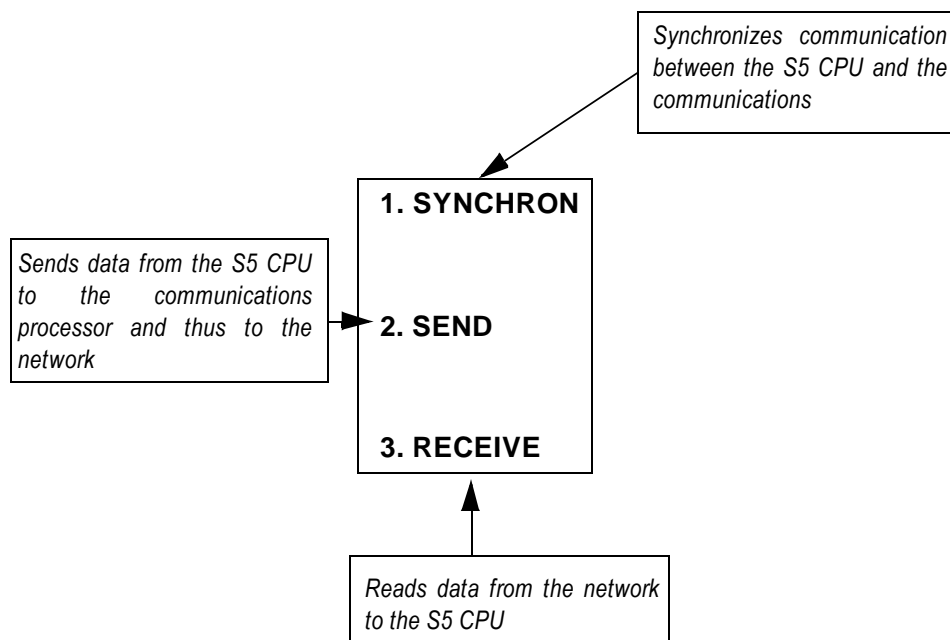 Synchronizes communication
between the S5 CPU and the
communications
1. SYNCHRON
Sends data from the S5 CPU
to the communications
processor and thus to the
network
2. SEND
3. RECEIVE
Reads data from the network
to the S5 CPU